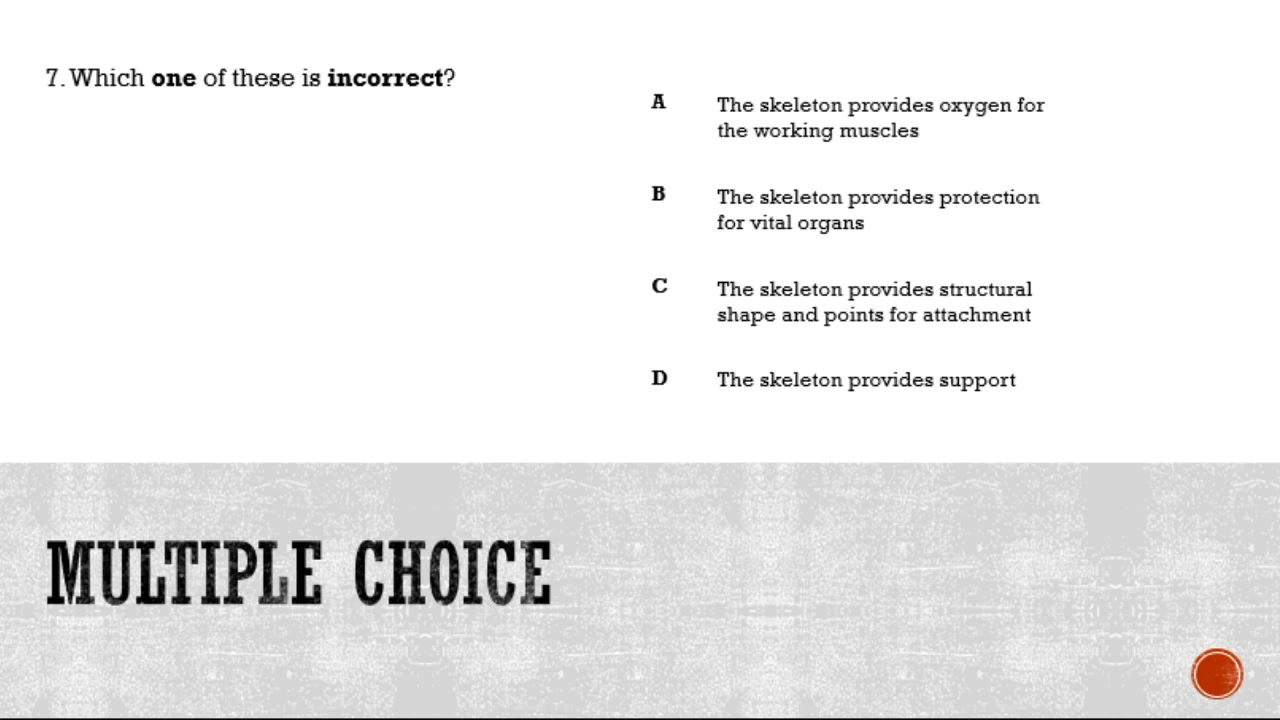 7. Which one of these is incorrect?
A The skeleton provides oxygen for
the working muscles
B The skeleton provides protection
for vital organs
C The skeleton provides structural
shape and points for attachment
D The skeleton provides support
MULTIPLE CHOICE